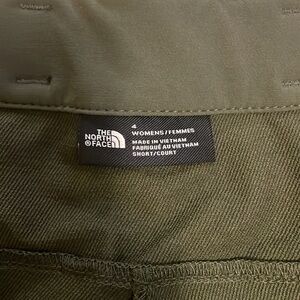 THE
NORTH
FACE
4
WOMENS/FEMMES
MADE IN VIETNAM
FABRIQUÉ AU VIETNAM
SHORT/COURT